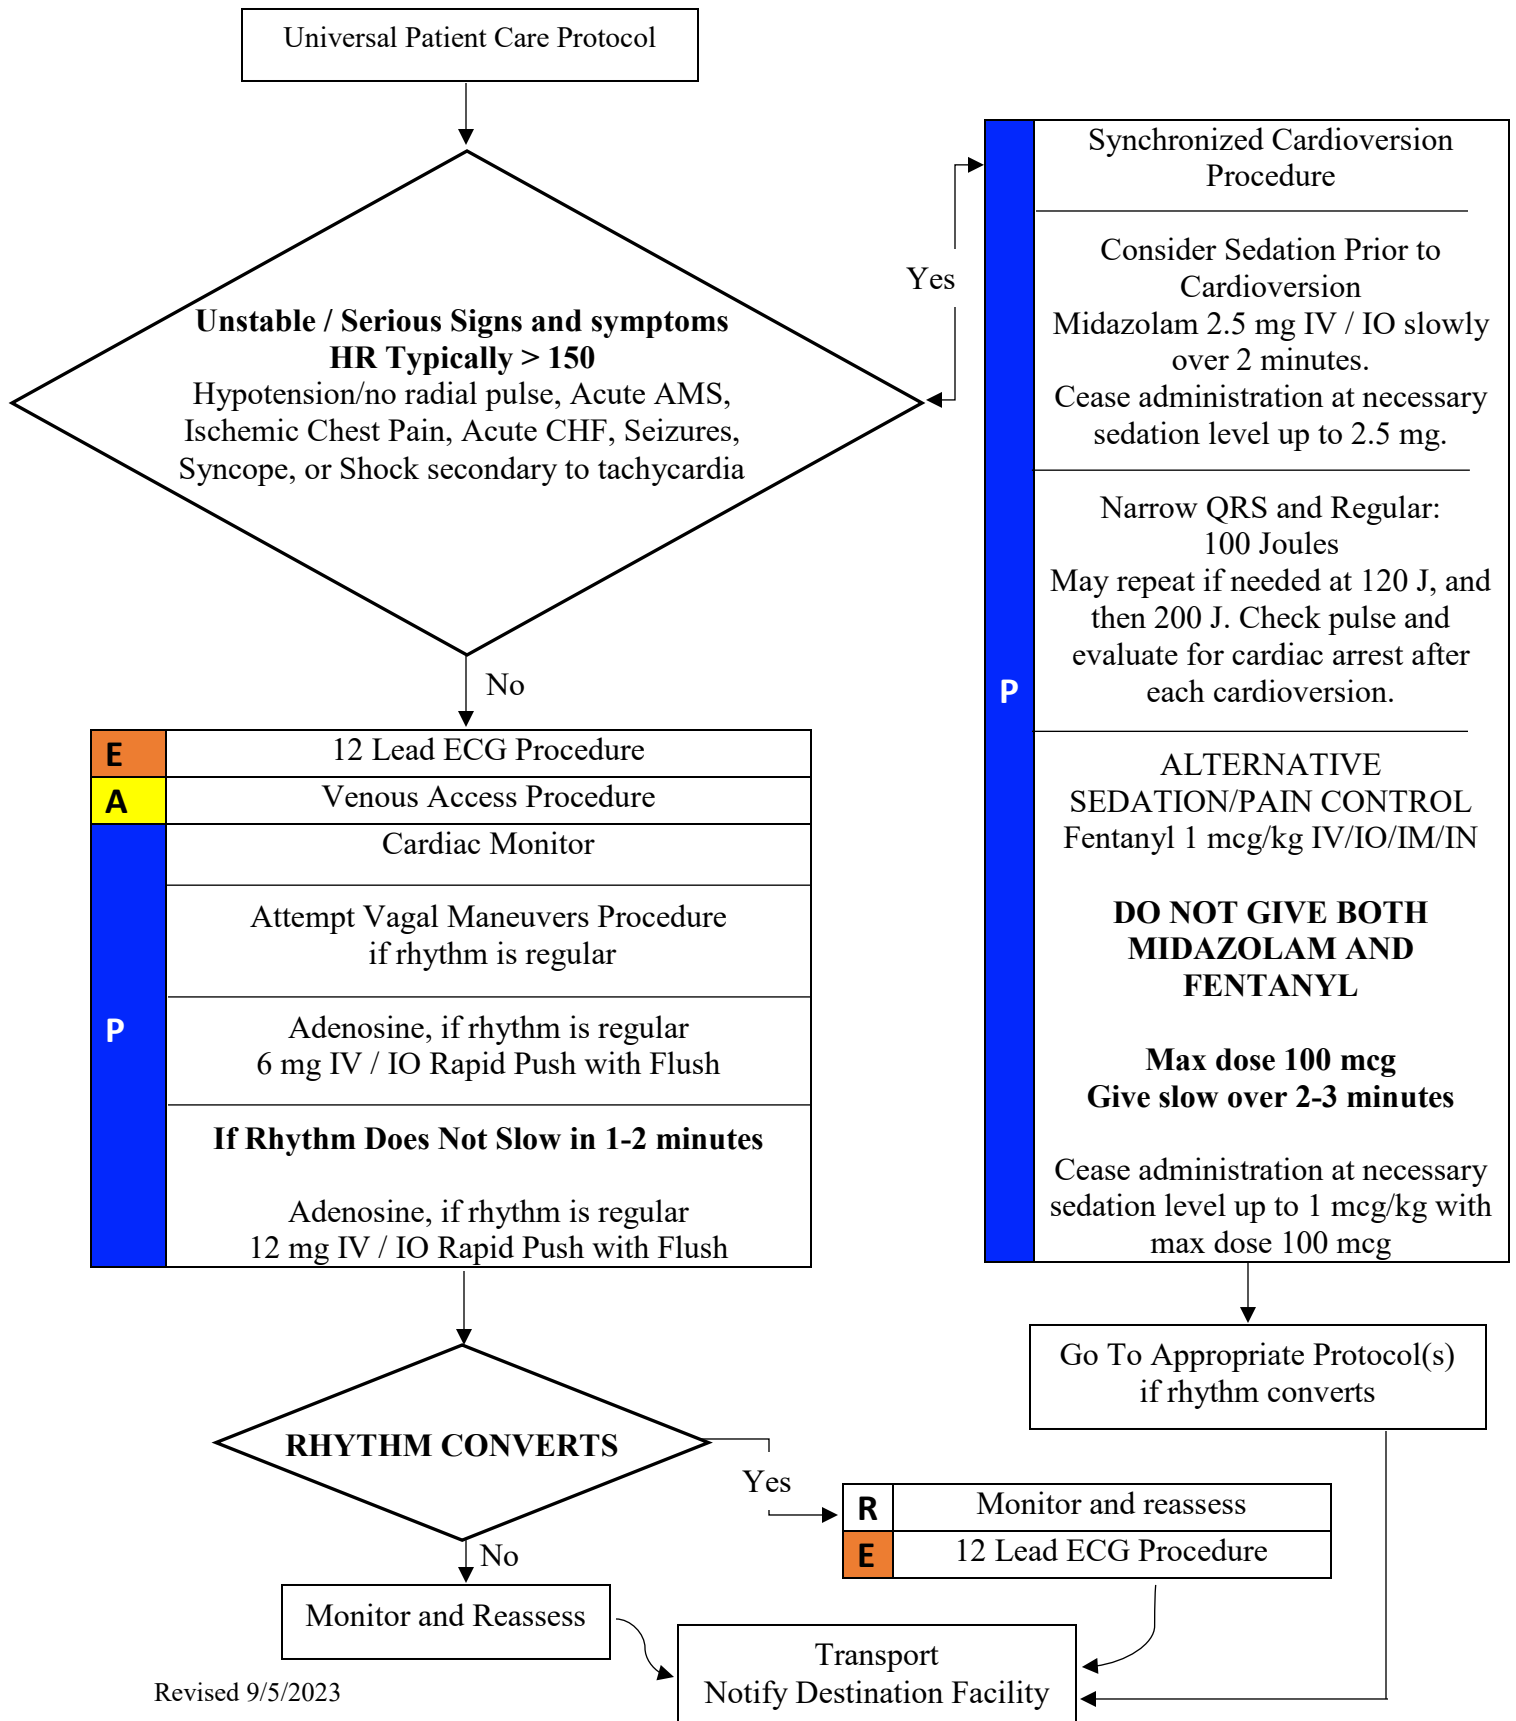 Universal Patient Care Protocol
Unstable / Serious Signs and symptoms
HR Typically > 150
Hypotension/no radial pulse, Acute AMS,
Ischemic Chest Pain, Acute CHF, Seizures,
Syncope, or Shock secondary to tachycardia
Yes
No
Synchronized Cardioversion
Procedure
Consider Sedation Prior to
Cardioversion
Midazolam 2.5 mg IV / IO slowly
over 2 minutes.
Cease administration at necessary
sedation level up to 2.5 mg.
Narrow QRS and Regular:
100 Joules
May repeat if needed at 120 J, and
then 200 J. Check pulse and
evaluate for cardiac arrest after
each cardioversion.
P
ALTERNATIVE
SEDATION/PAIN CONTROL
Fentanyl 1 mcg/kg IV/IO/IM/IN
DO NOT GIVE BOTH
MIDAZOLAM AND
FENTANYL
Max dose 100 mcg
Give slow over 2-3 minutes
Cease administration at necessary
sedation level up to 1 mcg/kg with
max dose 100 mcg
Go To Appropriate Protocol(s)
if rhythm converts
E 12 Lead ECG Procedure
A Venous Access Procedure
Cardiac Monitor
Attempt Vagal Maneuvers Procedure
if rhythm is regular
P
Adenosine, if rhythm is regular
6 mg IV / IO Rapid Push with Flush
If Rhythm Does Not Slow in 1-2 minutes
Adenosine, if rhythm is regular
12 mg IV / IO Rapid Push with Flush
RHYTHM CONVERTS
Yes
R Monitor and reassess
E 12 Lead ECG Procedure
No
Monitor and Reassess
Transport
Notify Destination Facility
Revised 9/5/2023